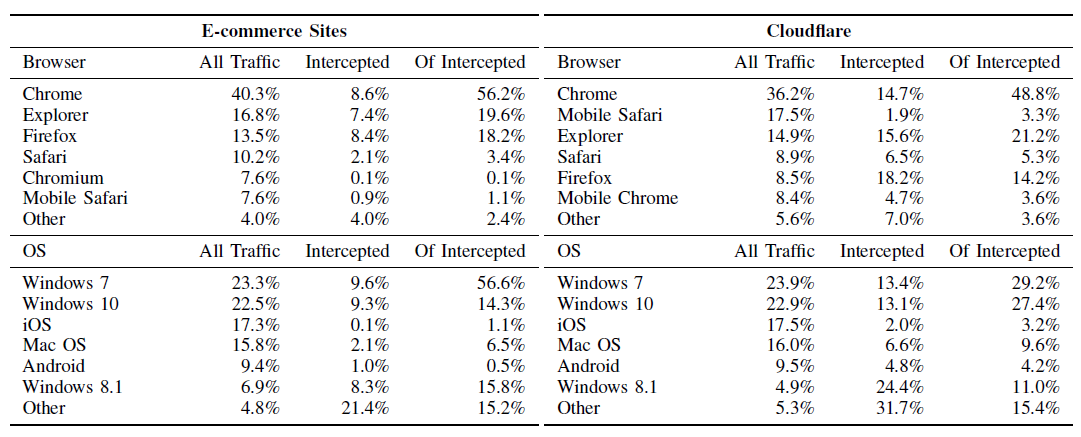 E-commerce Sites Cloudflare
Browser All Traffic Intercepted Of Intercepted Browser All Traffic Intercepted Of Intercepted
Chrome 40.3% 8.6% 56.2% Chrome 36.2% 14.7% 48.8%
Explorer 16.8% 7.4% 19.6% Mobile Safari 17.5% 1.9% 3.3%
Firefox 13.5% 8.4% 18.2% Explorer 14.9% 15.6% 21.2%
Safari 10.2% 2.1% 3.4% Safari 8.9% 6.5% 5.3%
Chromium 7.6% 0.1% 0.1% Firefox 8.5% 18.2% 14.2%
Mobile Safari 7.6% 0.9% 1.1% Mobile Chrome 8.4% 4.7% 3.6%
Other 4.0% 4.0% 2.4% Other 5.6% 7.0% 3.6%
OS All Traffic Intercepted Of Intercepted OS All Traffic Intercepted Of Intercepted
Windows 7 23.3% 9.6% 56.6% Windows 7 23.9% 13.4% 29.2%
Windows 10 22.5% 9.3% 14.3% Windows 10 22.9% 13.1% 27.4%
iOS 17.3% 0.1% 1.1% iOS 17.5% 2.0% 3.2%
Mac OS 15.8% 2.1% 6.5% Mac OS 16.0% 6.6% 9.6%
Android 9.4% 1.0% 0.5% Android 9.5% 4.8% 4.2%
Windows 8.1 6.9% 8.3% 15.8% Windows 8.1 4.9% 24.4% 11.0%
Other 4.8% 21.4% 15.2% Other 5.3% 31.7% 15.4%